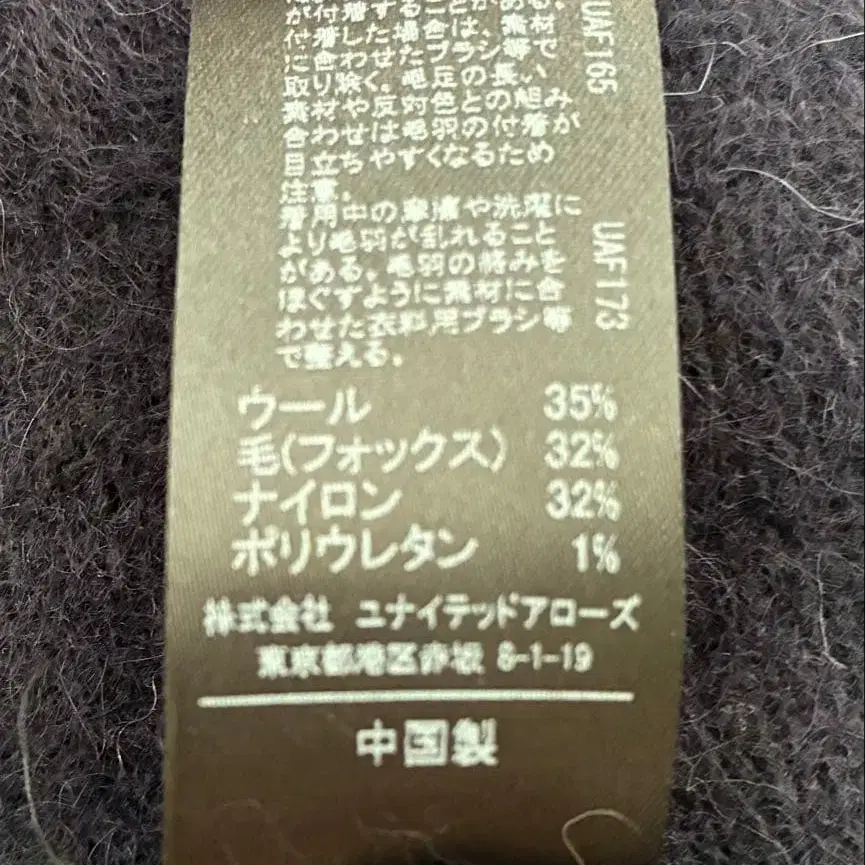 が付着することがある。
付着した場合は、素材
に合わせたブラシ等で
取り除く。毛足の長い
素材や反対色との組み
合わせは毛羽の付着が
目立ちやすくなるため
注意。
着用中の摩擦や洗濯に
より毛羽が乱れること
がある。毛羽の絡みを
ほぐすように素材に合
わせた衣料用ブラシ等
で整える。
UAF165
UAF173
ウール 35%
毛(フォックス) 32%
ナイロン 32%
ポリウレタン 1%
株式会社 ユナイテッドアローズ
東京都港区赤坂 8-1-19
中国製